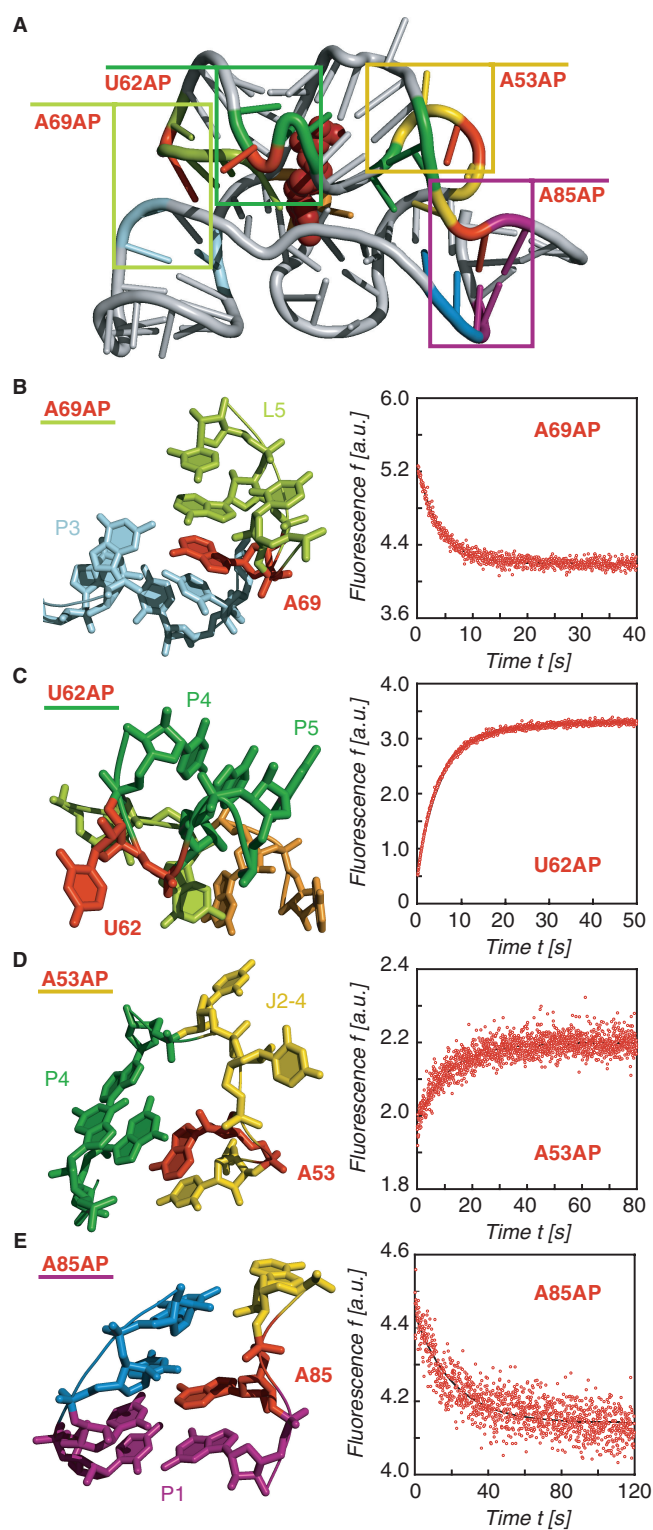 A
U62AP
A53AP
A69AP
A85AP
B
A69AP
L5
P3
A69
6.0
5.2
4.4
3.6
Fluorescence f [a.u.]
A69AP
0 10 20 30 40
Time t [s]
C
U62AP
P4
P5
U62
4.0
3.0
2.0
1.0
0
Fluorescence f [a.u.]
U62AP
0 10 20 30 40 50
Time t [s]
D
A53AP
J2-4
P4
A53
2.4
2.2
2.0
1.8
Fluorescence f [a.u.]
A53AP
0 20 40 60 80
Time t [s]
E
A85AP
A85
P1
4.6
4.4
4.2
4.0
Fluorescence f [a.u.]
A85AP
0 40 80 120
Time t [s]